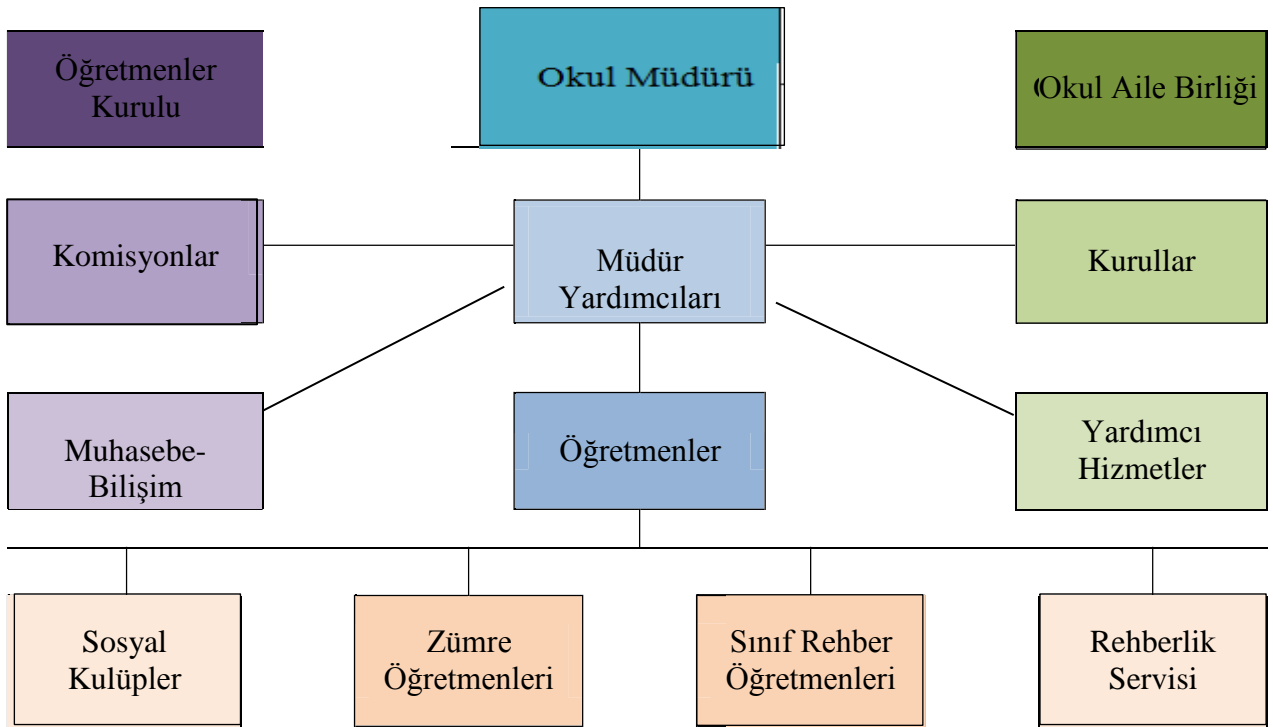 Öğretmenler
Kurulu
Okul Müdürü
Okul Aile Birliği
Komisyonlar
Müdür
Yardımcıları
Kurullar
Muhasebe-
Bilişim
Öğretmenler
Yardımcı
Hizmetler
Sosyal
Kulüpler
Zümre
Öğretmenleri
Sınıf Rehber
Öğretmenleri
Rehberlik
Servisi